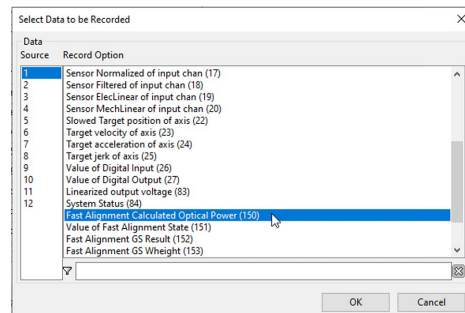 Select Data to be Recorded
Data
Source Record Option
1 Sensor Normalized of input chan (17)
2 Sensor Filtered of input chan (18)
3 Sensor ElecLinear of input chan (19)
4 Sensor MechLinear of input chan (20)
5 Slowed Target position of axis (22)
6 Target velocity of axis (23)
7 Target acceleration of axis (24)
8 Target jerk of axis (25)
9 Value of Digital Input (26)
10 Value of Digital Output (27)
11 Linearized output voltage (83)
12 System Status (84)
Fast Alignment Calculated Optical Power (150)
Value of Fast Alignment State (151)
Fast Alignment GS Result (152)
Fast Alignment GS Wheight (153)
OK Cancel